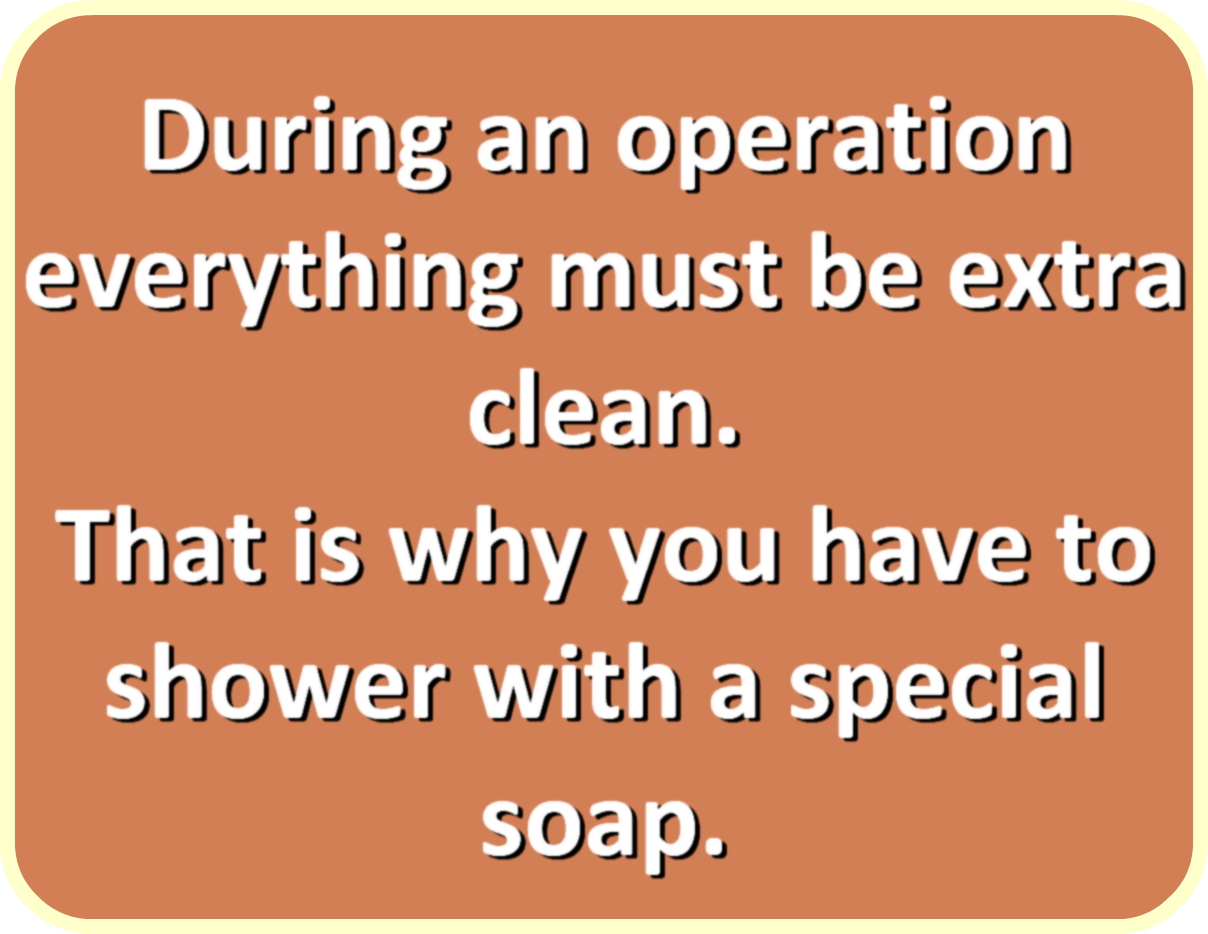 During an operation
everything must be extra
clean.
That is why you have to
shower with a special
soap.